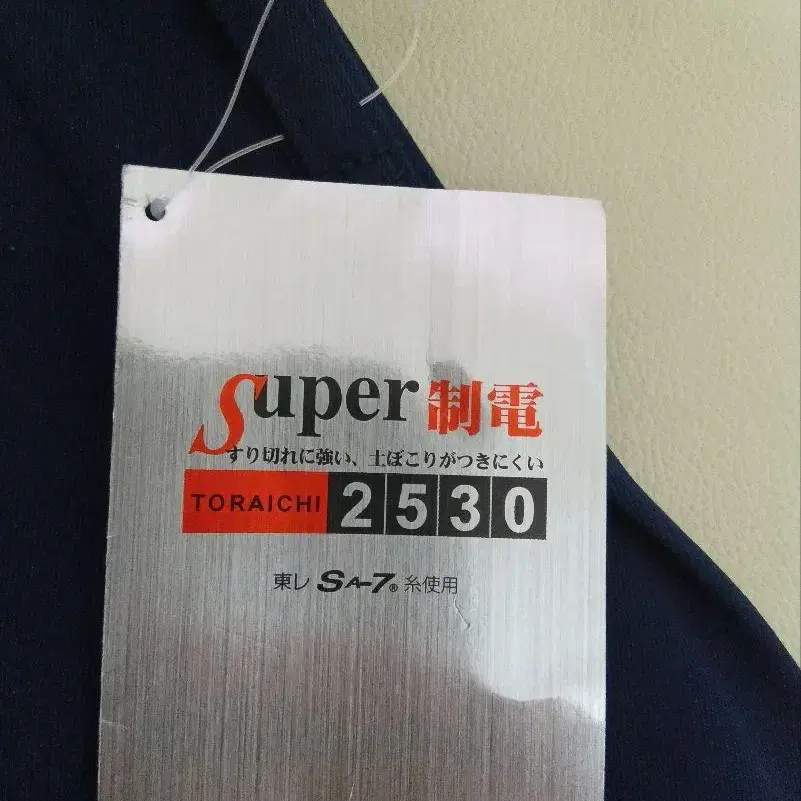 Super 制電
すり切れに強い、土ぼこりがつきにくい
TORAICHI 2530
東レ SA-7® 糸使用